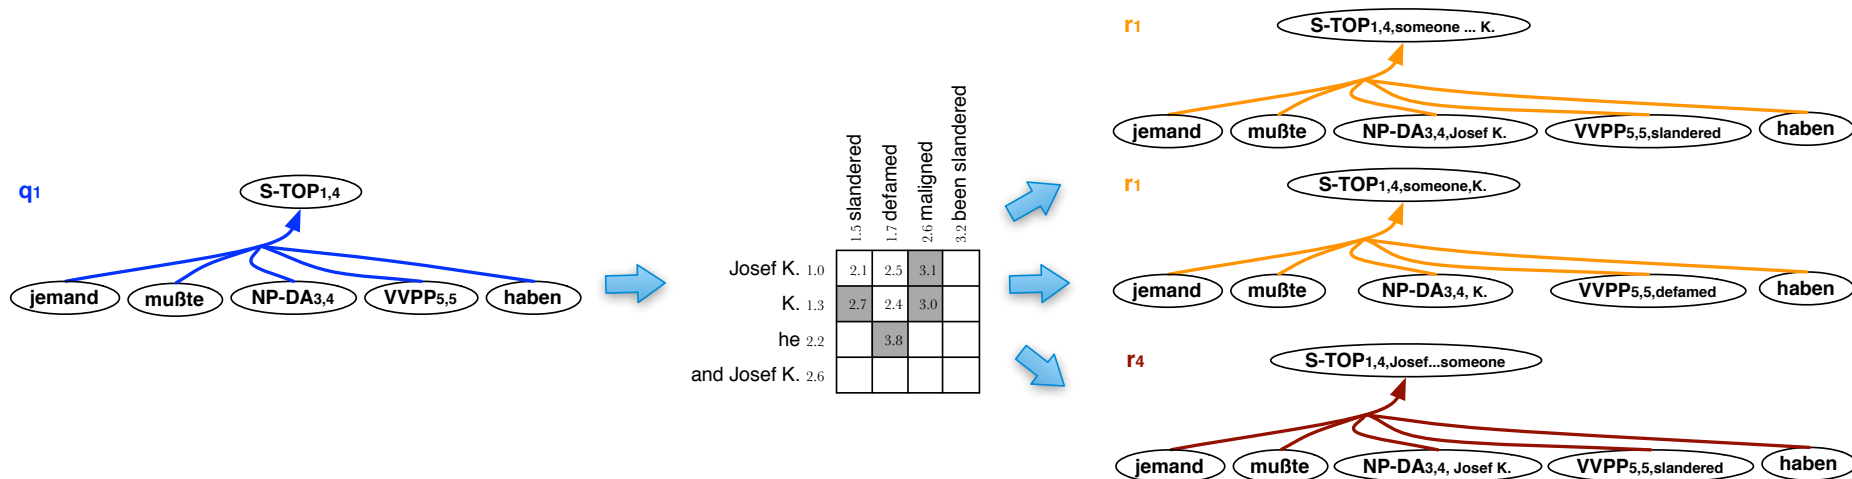 q1
S-TOP1,4
jemand mußte NP-DA3,4 VVPP5,5 haben
1.5 slandered
1.7 defamed
2.6 maligned
3.2 been slandered
Josef K. 1.0 2.1 2.5 3.1
K. 1.3 2.7 2.4 3.0
he 2.2 3.8
and Josef K. 2.6
r1
S-TOP1,4,someone ... K.
jemand mußte NP-DA3,4,Josef K. VVPP5,5,slandered haben
r1
S-TOP1,4,someone,K.
jemand mußte NP-DA3,4, K. VVPP5,5,defamed haben
r4
S-TOP1,4,Josef...someone
jemand mußte NP-DA3,4, Josef K. VVPP5,5,slandered haben